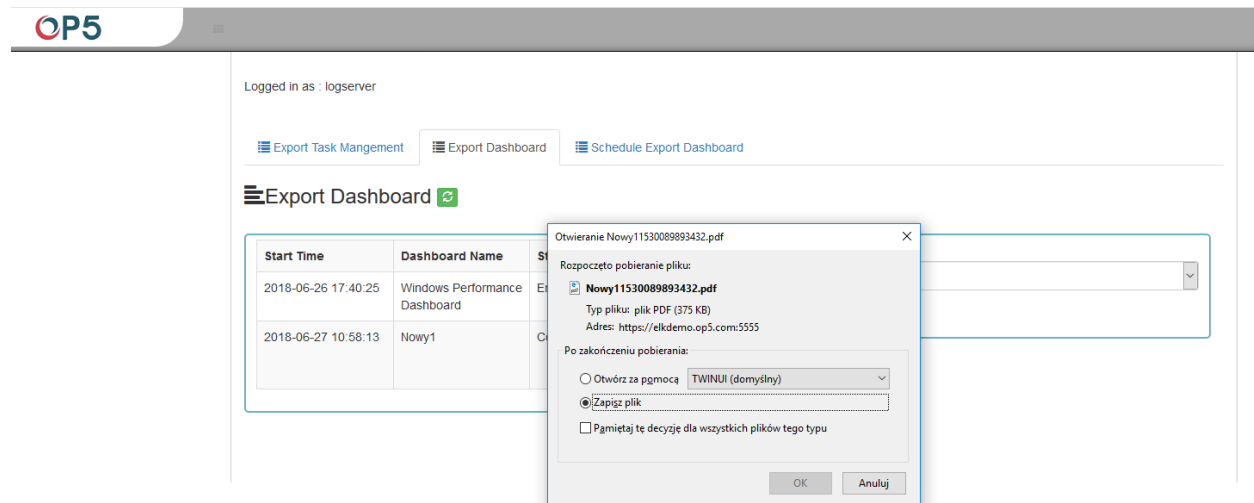 OP5
Logged in as : logserver
Export Task Mangement
Export Dashboard
Schedule Export Dashboard
Export Dashboard
Start Time
Dashboard Name
2018-06-26 17:40:25
Windows Performance
Dashboard
2018-06-27 10:58:13
Nowy1
Otwieranie Nowy11530089893432.pdf
Rozpoczęto pobieranie pliku:
Nowy11530089893432.pdf
Typ pliku: plik PDF (375 KB)
Adres: https://elkdemo.op5.com:5555
Po zakończeniu pobierania:
Otwórz za pomocą TWINUI (domyślny)
Zapisz plik
Pamiętaj tę decyzję dla wszystkich plików tego typu
OK Anuluj